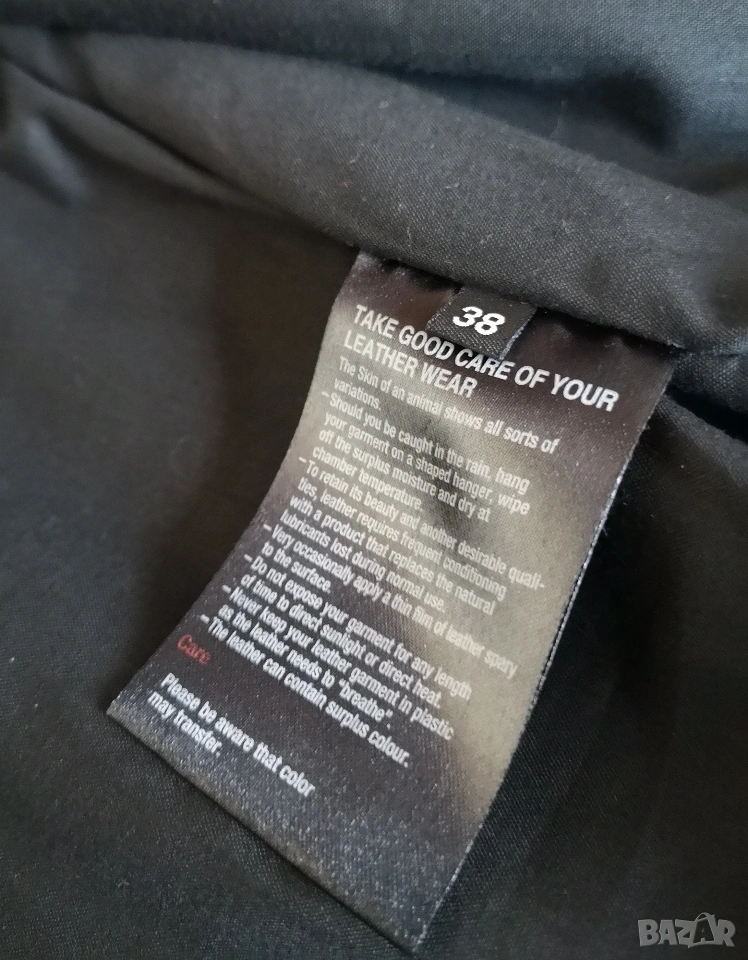 38
TAKE GOOD CARE OF YOUR
LEATHER WEAR
The Skin of an animal shows all sorts of
variations.
-Should you be caught in the rain, hang
your garment on a shaped hanger, wipe
off the surplus moisture and dry at
chamber temperature.
-To retain its beauty and another desirable quali-
ties, leather requires frequent conditioning
with a product that replaces the natural
lubricants lost during normal use.
-Very occasionally apply a thin film of leather spery
to the surface.
-Do not expose your garment for any length
of time to direct sunlight or direct heat.
-Never keep your leather garment in plastic
as the leather needs to "breathe".
-The leather can contain surplus colour.
Care
Please be aware that color
may transfer.
BAZAR